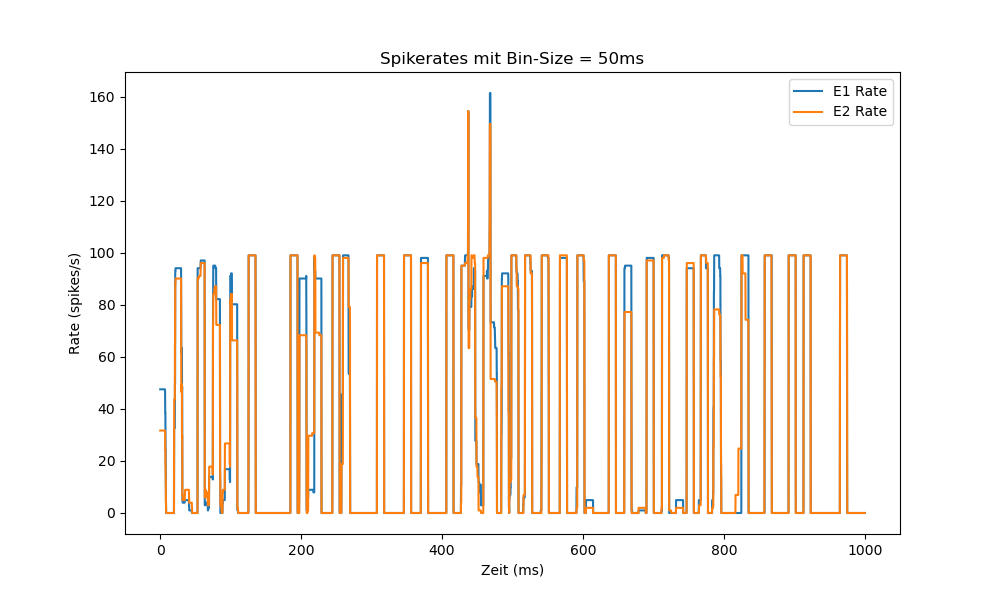 Spikerates mit Bin-Size = 50ms
E1 Rate
E2 Rate
160
140
120
100
80
60
40
20
0
Rate (spikes/s)
0 200 400 600 800 1000
Zeit (ms)